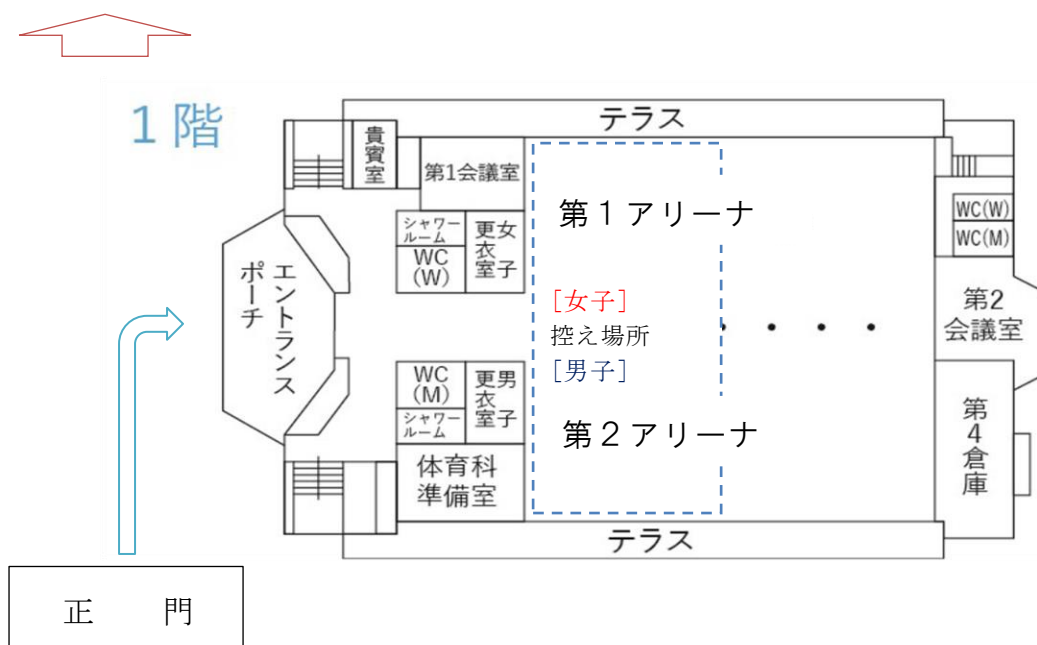 1階
テラス
貴賓室
第1会議室
第１アリーナ
シャワー
ルーム
WC
(W)
女子
更衣室
WC(W)
WC(M)
エントランス
ポーチ
[女子]
控え場所
[男子]
第2
会議室
WC
(M)
シャワー
ルーム
男子
更衣室
第２アリーナ
体育科
準備室
第4倉庫
テラス
正　門